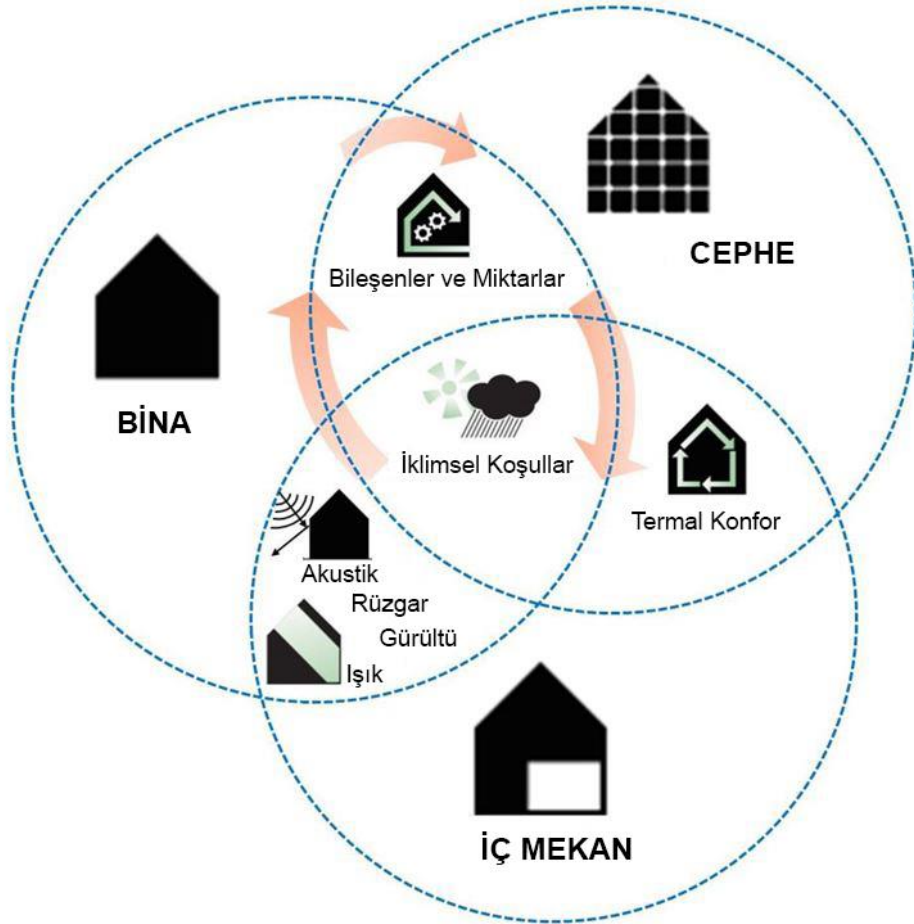 CEPHE
Bileşenler ve Miktarlar
BİNA
İklimsel Koşullar
Termal Konfor
Akustik
Rüzgar
Gürültü
Işık
İÇ MEKAN